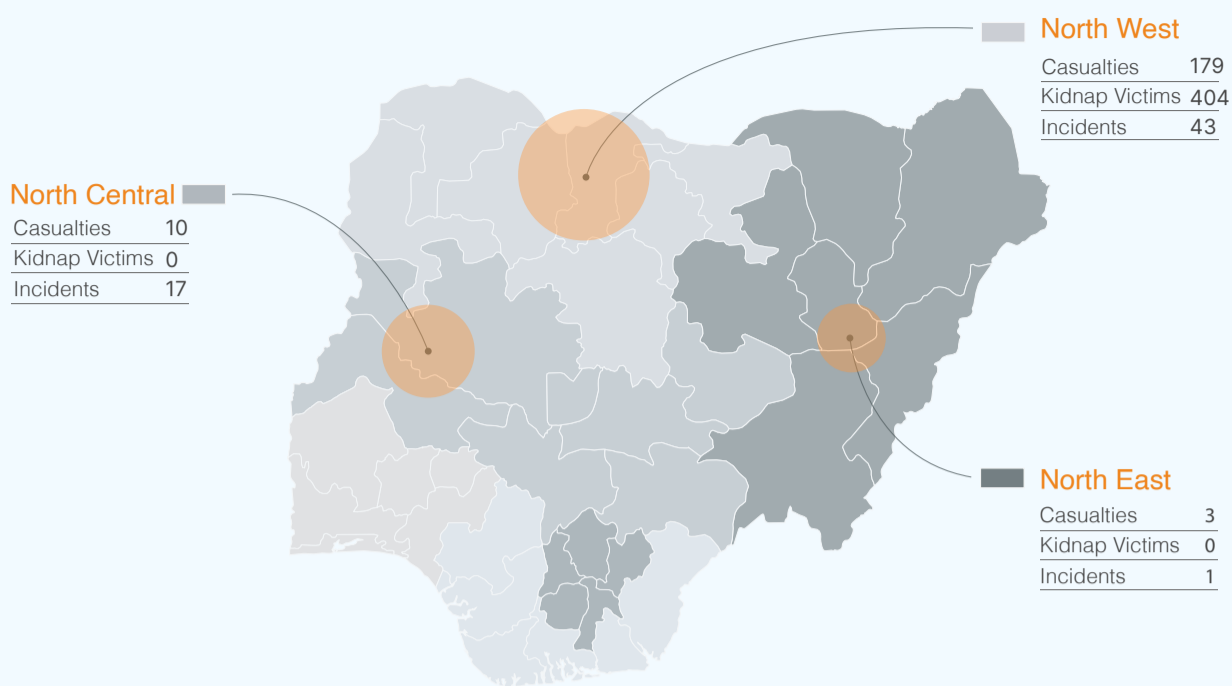 North West
Casualties 179
Kidnap Victims 404
Incidents 43
North Central
Casualties 10
Kidnap Victims 0
Incidents 17
North East
Casualties 3
Kidnap Victims 0
Incidents 1